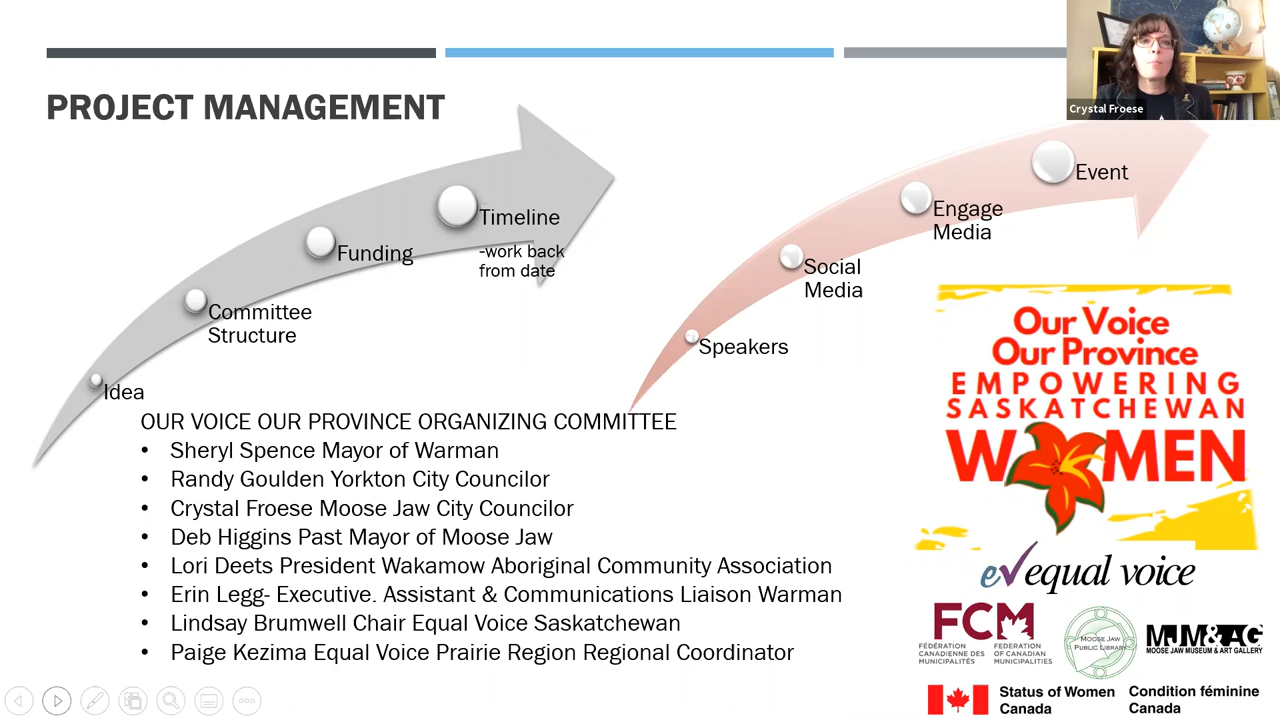 PROJECT MANAGEMENT
Crystal Froese
Timeline
-work back
from date
Funding
Committee
Structure
Idea
Event
Engage
Media
Social
Media
Speakers
OUR VOICE OUR PROVINCE ORGANIZING COMMITTEE
• Sheryl Spence Mayor of Warman
• Randy Goulden Yorkton City Councilor
• Crystal Froese Moose Jaw City Councilor
• Deb Higgins Past Mayor of Moose Jaw
• Lori Deets President Wakamow Aboriginal Community Association
• Erin Legg- Executive. Assistant & Communications Liaison Warman
• Lindsay Brumwell Chair Equal Voice Saskatchewan
• Paige Kezima Equal Voice Prairie Region Regional Coordinator
Our Voice
Our Province
EMPOWERING
SASKATCHEWAN
WOMEN
ev equal voice
FCM
FÉDÉRATION
CANADIENNE DES
MUNICIPALITÉS
FEDERATION
OF CANADIAN
MUNICIPALITIES
MOOSE JAW
PUBLIC LIBRARY
MJM&AG
MOOSE JAW MUSEUM & ART GALLERY
Status of Women
Canada
Condition féminine
Canada